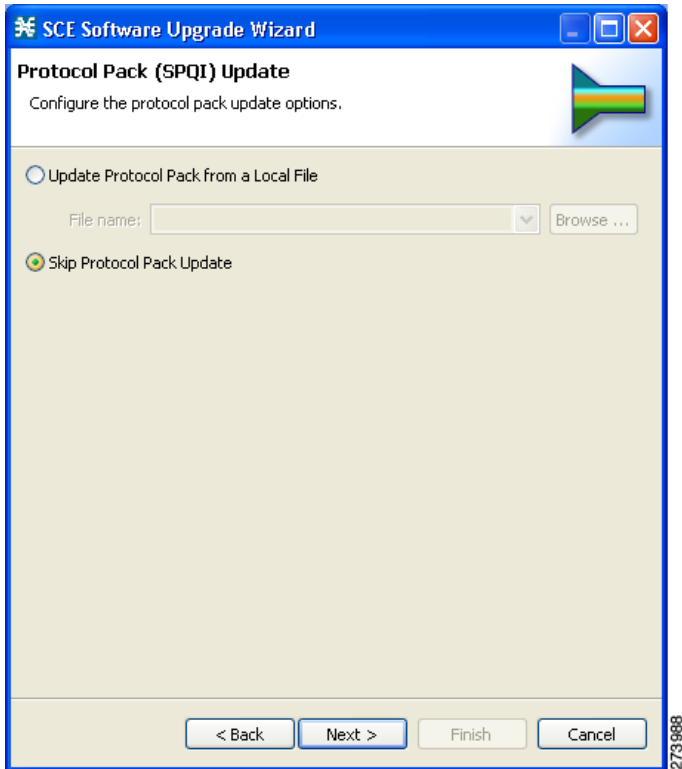 SCE Software Upgrade Wizard
Protocol Pack (SPQI) Update
Configure the protocol pack update options.
Update Protocol Pack from a Local File
File name:
Browse ...
Skip Protocol Pack Update
< Back
Next >
Finish
Cancel
273988